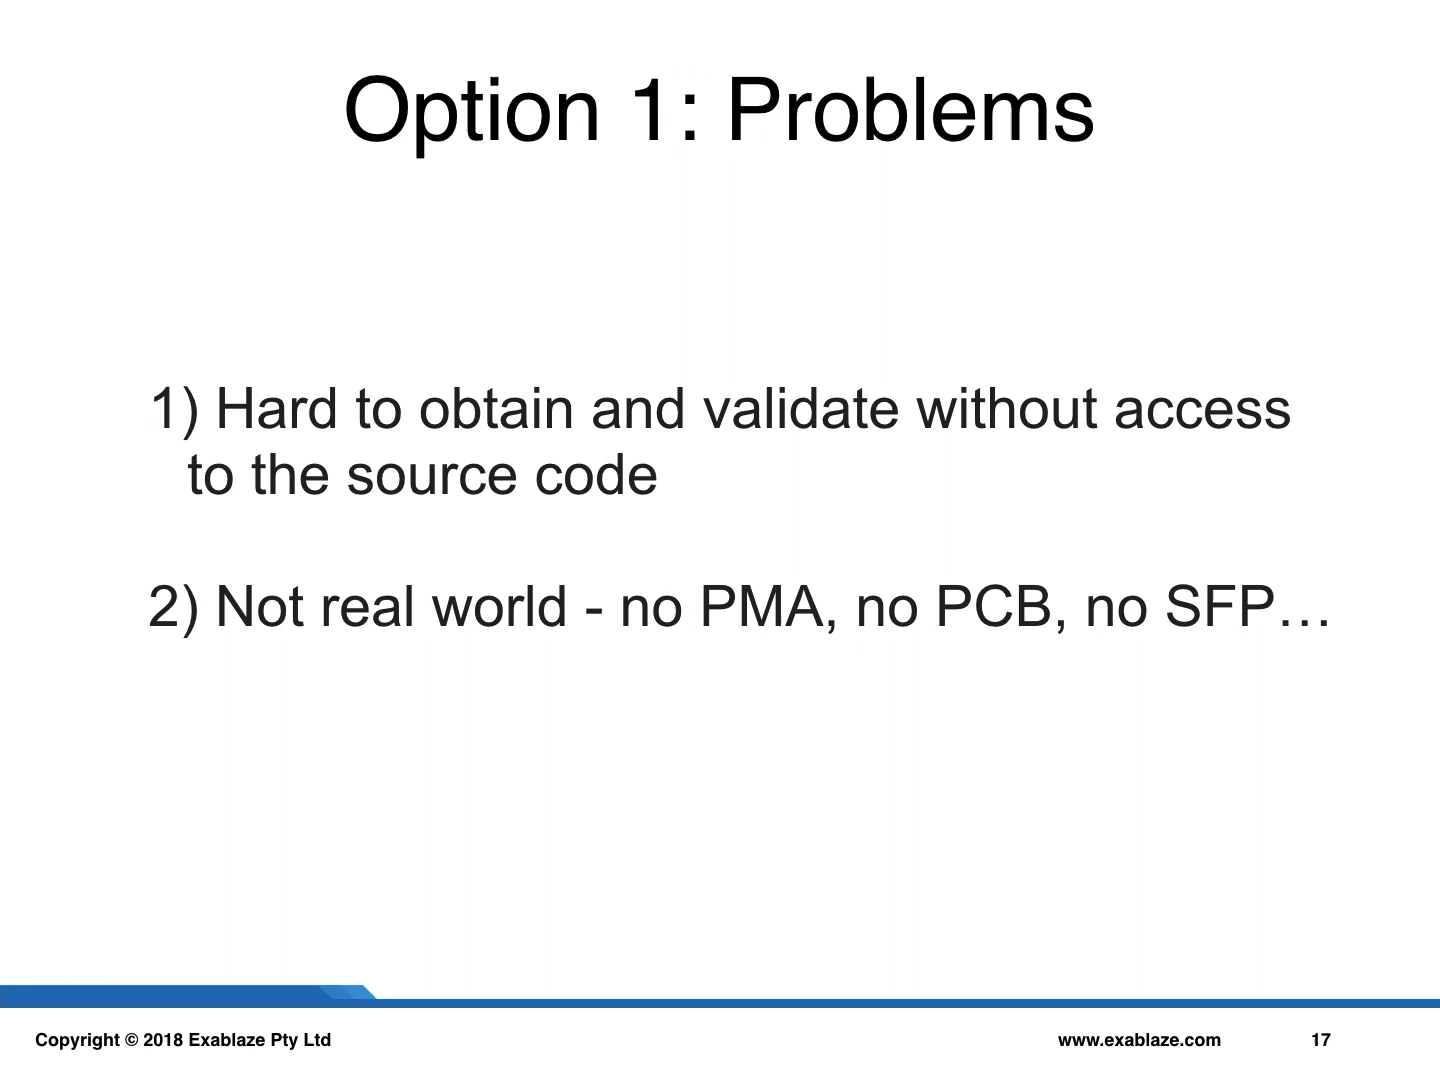 Option 1: Problems
1) Hard to obtain and validate without access
to the source code
2) Not real world - no PMA, no PCB, no SFP…
Copyright © 2018 Exablaze Pty Ltd www.exablaze.com 17